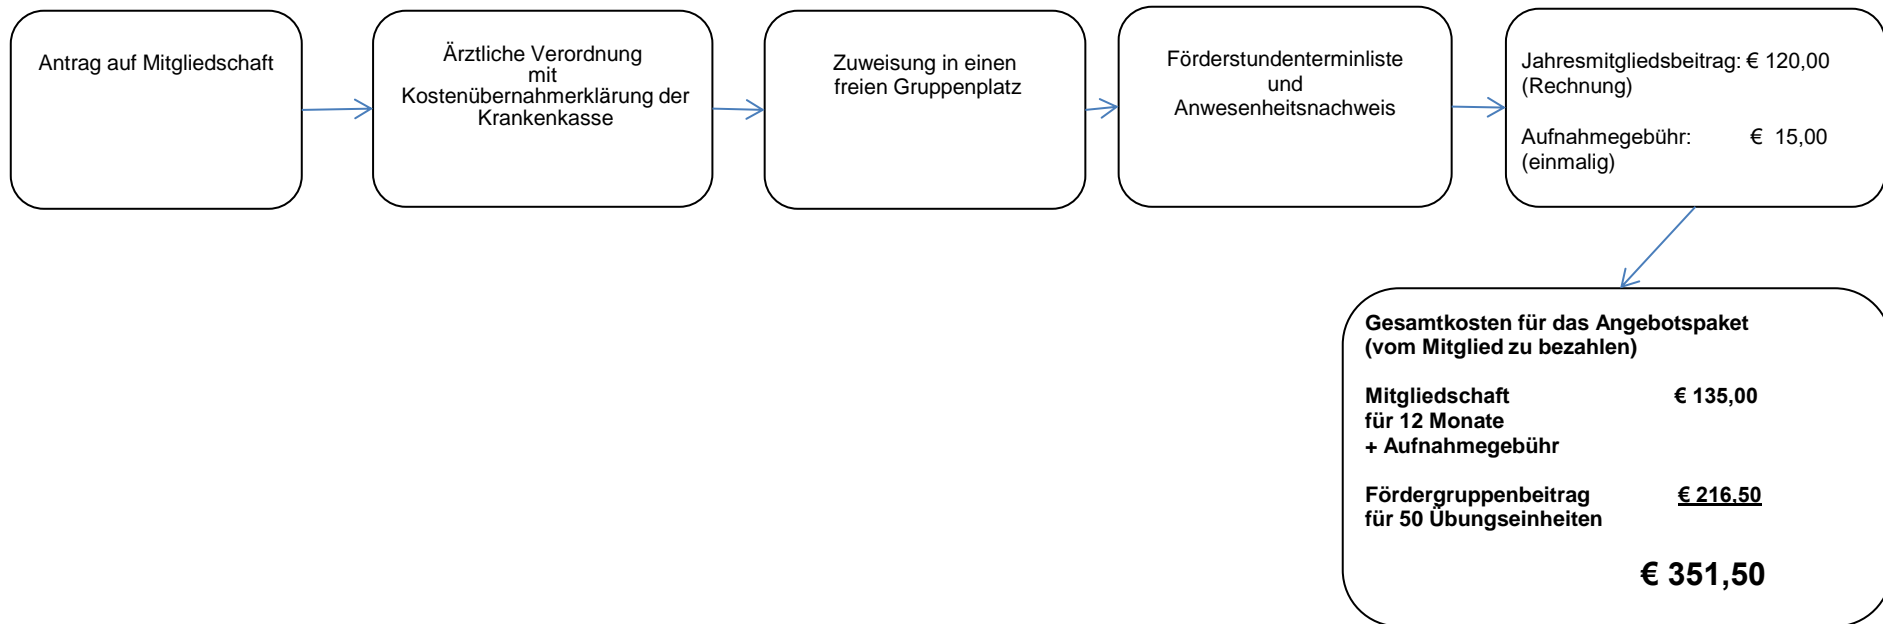 Antrag auf Mitgliedschaft
Ärztliche Verordnung
mit
Kostenübernahmerklärung der
Krankenkasse
Zuweisung in einen
freien Gruppenplatz
Förderstundenterminliste
und
Anwesenheitsnachweis
Jahresmitgliedsbeitrag: € 120,00
(Rechnung)
Aufnahmegebühr: € 15,00
(einmalig)
Gesamtkosten für das Angebotspaket
(vom Mitglied zu bezahlen)
Mitgliedschaft € 135,00
für 12 Monate
+ Aufnahmegebühr
Fördergruppenbeitrag € 216,50
für 50 Übungseinheiten
€ 351,50